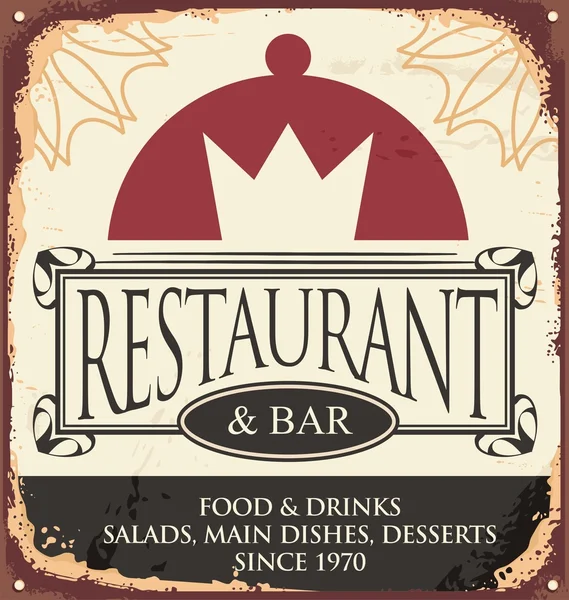 RESTAURANT
& BAR
FOOD & DRINKS
SALADS, MAIN DISHES, DESSERTS
SINCE 1970